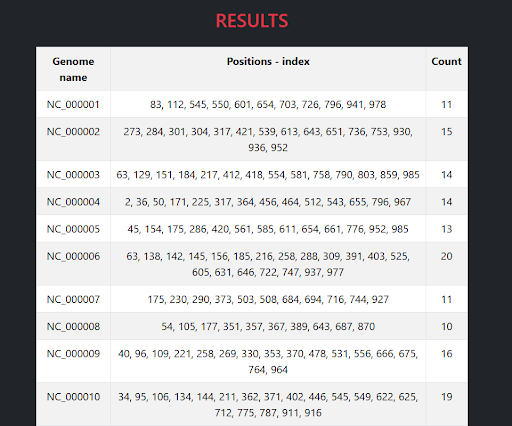 RESULTS
Genome Positions - index Count
name
NC_000001 83, 112, 545, 550, 601, 654, 703, 726, 796, 941, 978 11
NC_000002 273, 284, 301, 304, 317, 421, 539, 613, 643, 651, 736, 753, 930, 15
936, 952
NC_000003 63, 129, 151, 184, 217, 412, 418, 554, 581, 758, 790, 803, 859, 985 14
NC_000004 2, 36, 50, 171, 225, 317, 364, 456, 464, 512, 543, 655, 796, 967 14
NC_000005 45, 154, 175, 286, 420, 561, 585, 611, 654, 661, 776, 952, 985 13
NC_000006 63, 138, 142, 145, 156, 185, 216, 258, 288, 309, 391, 403, 525, 20
605, 631, 646, 722, 747, 937, 977
NC_000007 175, 230, 290, 373, 503, 508, 684, 694, 716, 744, 927 11
NC_000008 54, 105, 177, 351, 357, 367, 389, 643, 687, 870 10
NC_000009 40, 96, 109, 221, 258, 269, 330, 353, 370, 478, 531, 556, 666, 675, 16
764, 964
NC_000010 34, 95, 106, 134, 144, 211, 362, 371, 402, 446, 545, 549, 622, 625, 19
712, 775, 787, 911, 916